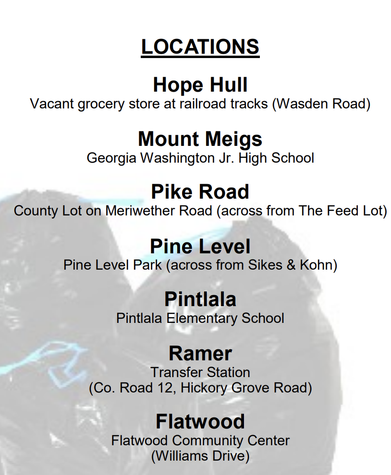 LOCATIONS
Hope Hull
Vacant grocery store at railroad tracks (Wasden Road)
Mount Meigs
Georgia Washington Jr. High School
Pike Road
County Lot on Meriwether Road (across from The Feed Lot)
Pine Level
Pine Level Park (across from Sikes & Kohn)
Pintlala
Pintlala Elementary School
Ramer
Transfer Station
(Co. Road 12, Hickory Grove Road)
Flatwood
Flatwood Community Center
(Williams Drive)